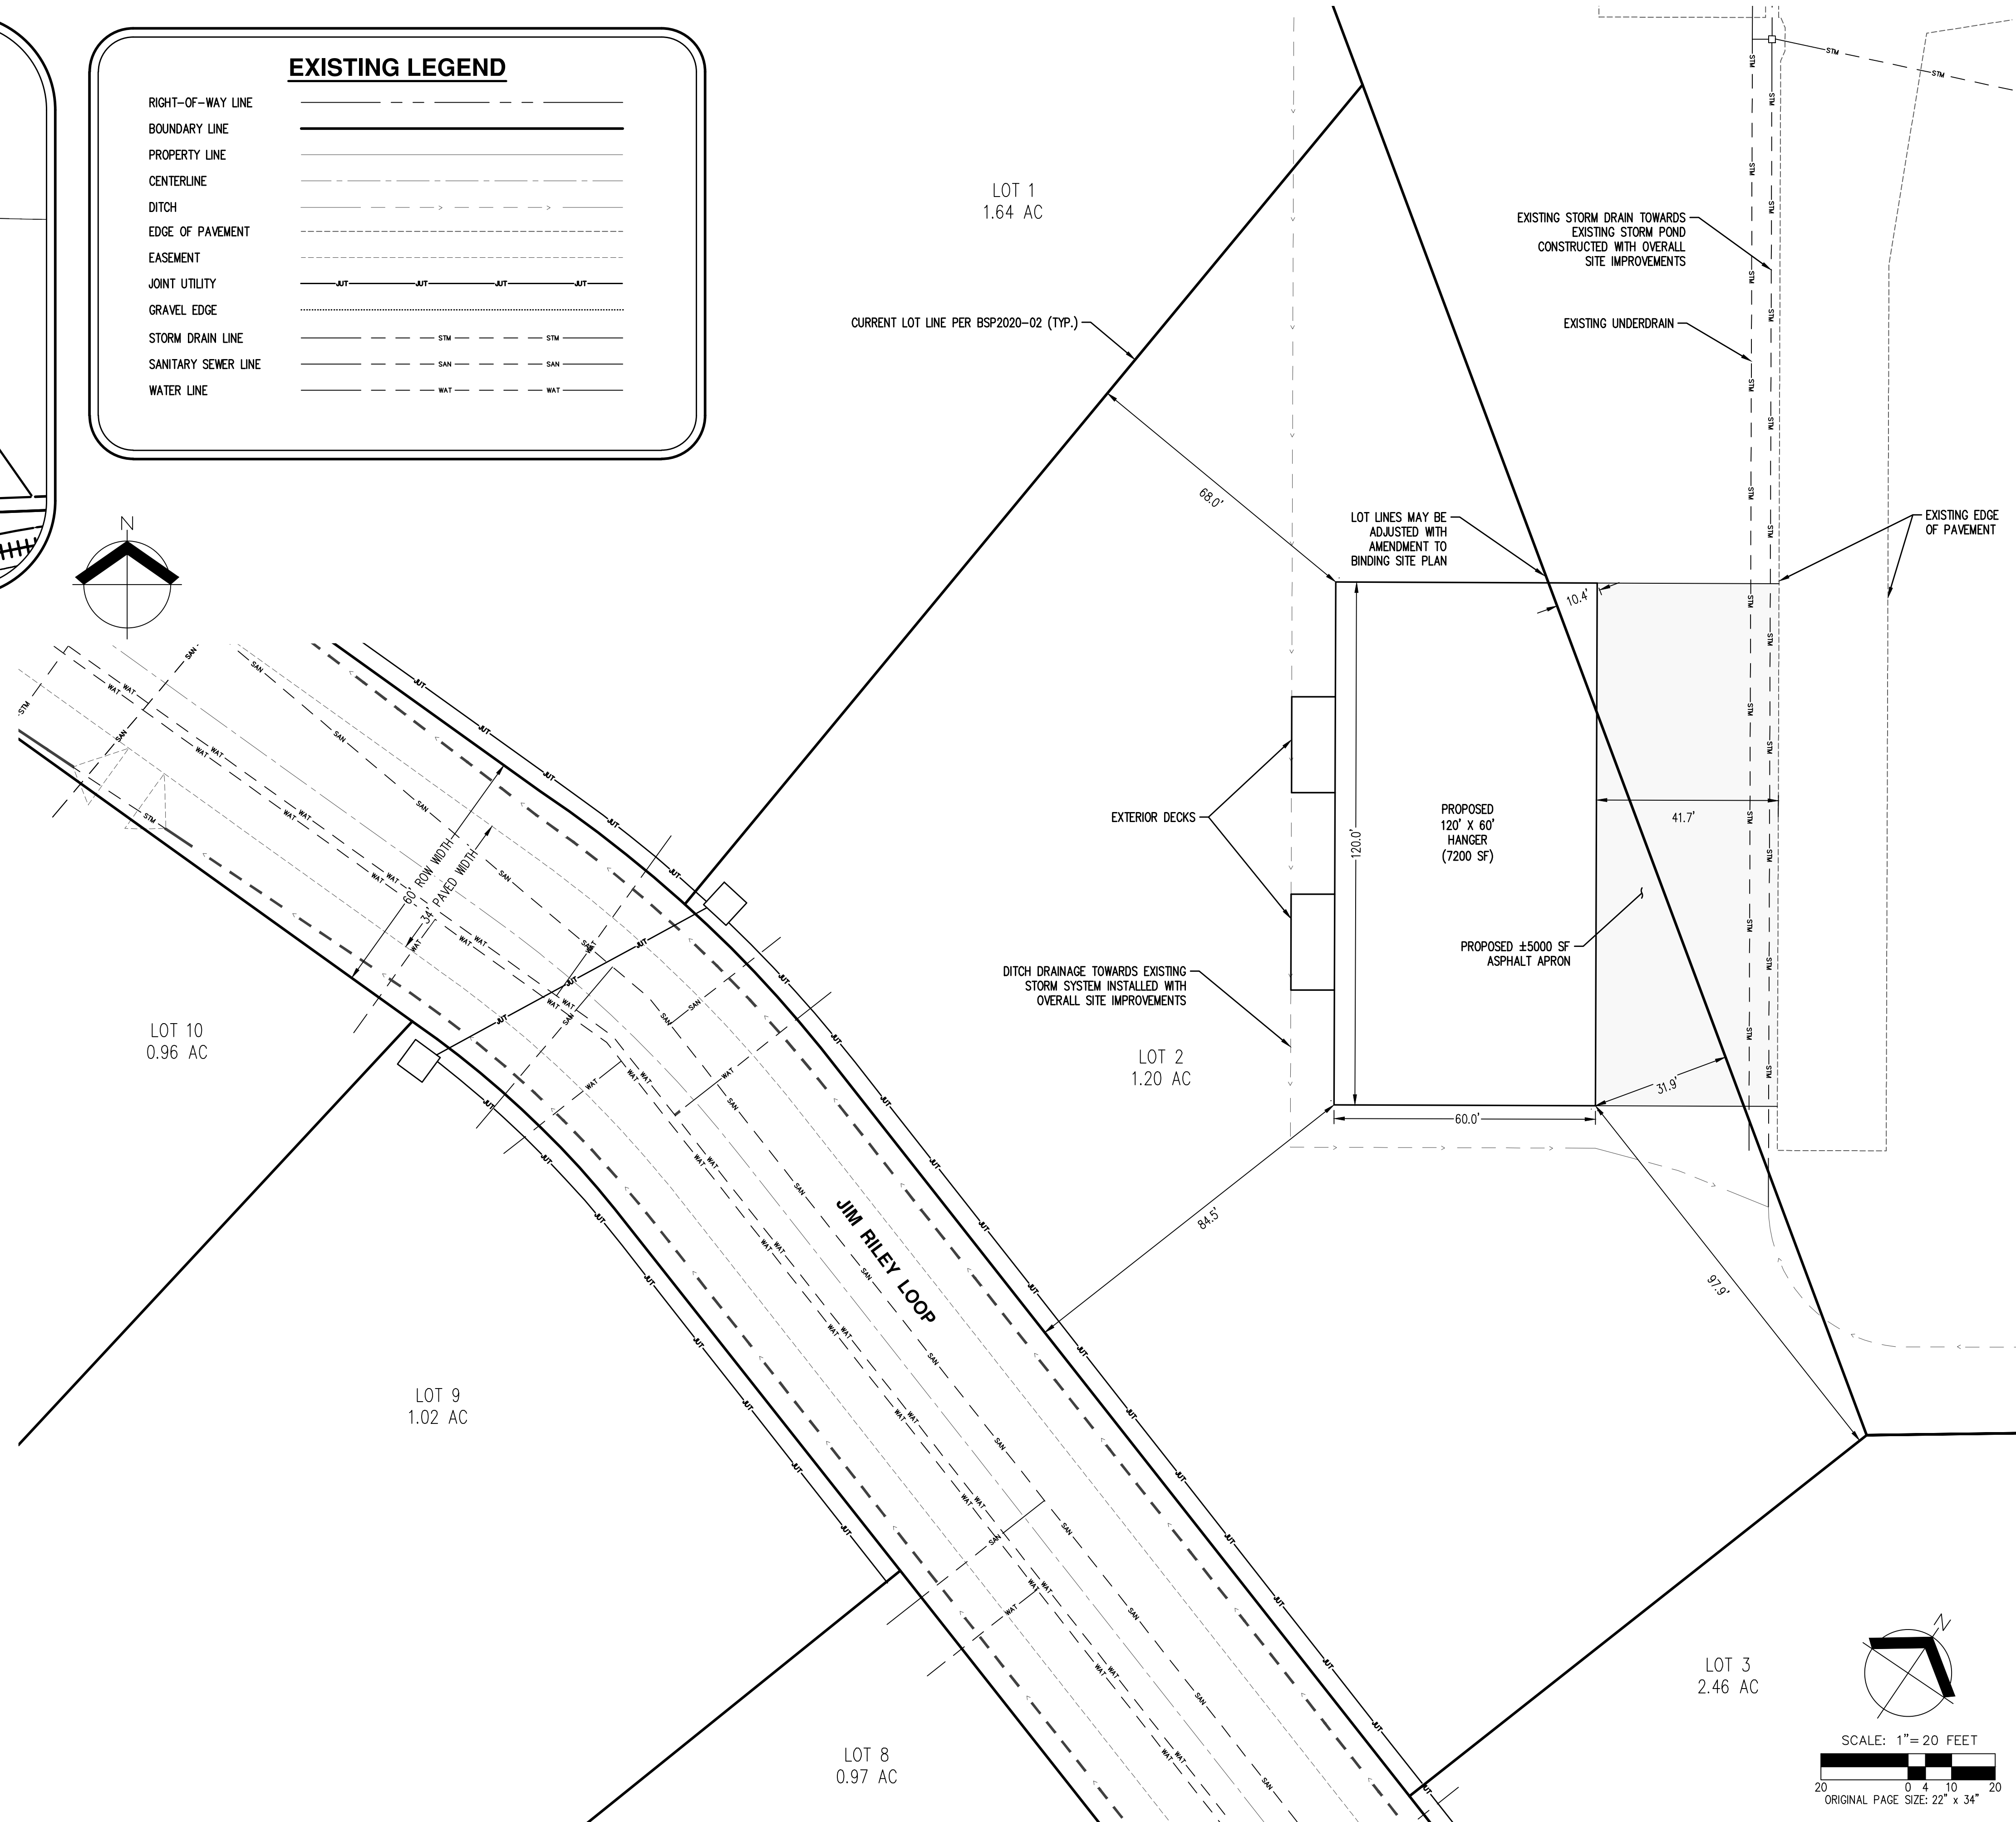 EXISTING LEGEND
RIGHT-OF-WAY LINE
BOUNDARY LINE
PROPERTY LINE
CENTERLINE
DITCH
EDGE OF PAVEMENT
EASEMENT
JOINT UTILITY
JUT JUT JUT JUT
GRAVEL EDGE
STORM DRAIN LINE
STM STM
SANITARY SEWER LINE
SAN SAN
WATER LINE
WAT WAT
N
LOT 1
1.64 AC
CURRENT LOT LINE PER BSP2020-02 (TYP.)
EXISTING STORM DRAIN TOWARDS
EXISTING STORM POND
CONSTRUCTED WITH OVERALL
SITE IMPROVEMENTS
EXISTING UNDERDRAIN
EXISTING EDGE
OF PAVEMENT
LOT LINES MAY BE
ADJUSTED WITH
AMENDMENT TO
BINDING SITE PLAN
68.0'
10.4'
EXTERIOR DECKS
PROPOSED
120' X 60'
HANGER
(7200 SF)
120.0'
41.7'
PROPOSED ±5000 SF
ASPHALT APRON
DITCH DRAINAGE TOWARDS EXISTING
STORM SYSTEM INSTALLED WITH
OVERALL SITE IMPROVEMENTS
LOT 2
1.20 AC
31.9'
60.0'
84.5'
97.9'
60' ROW WIDTH
34' PAVED WIDTH
JIM RILEY LOOP
LOT 10
0.96 AC
LOT 9
1.02 AC
LOT 8
0.97 AC
LOT 3
2.46 AC
N
SCALE: 1"= 20 FEET
20 0 4 10 20
ORIGINAL PAGE SIZE: 22" x 34"